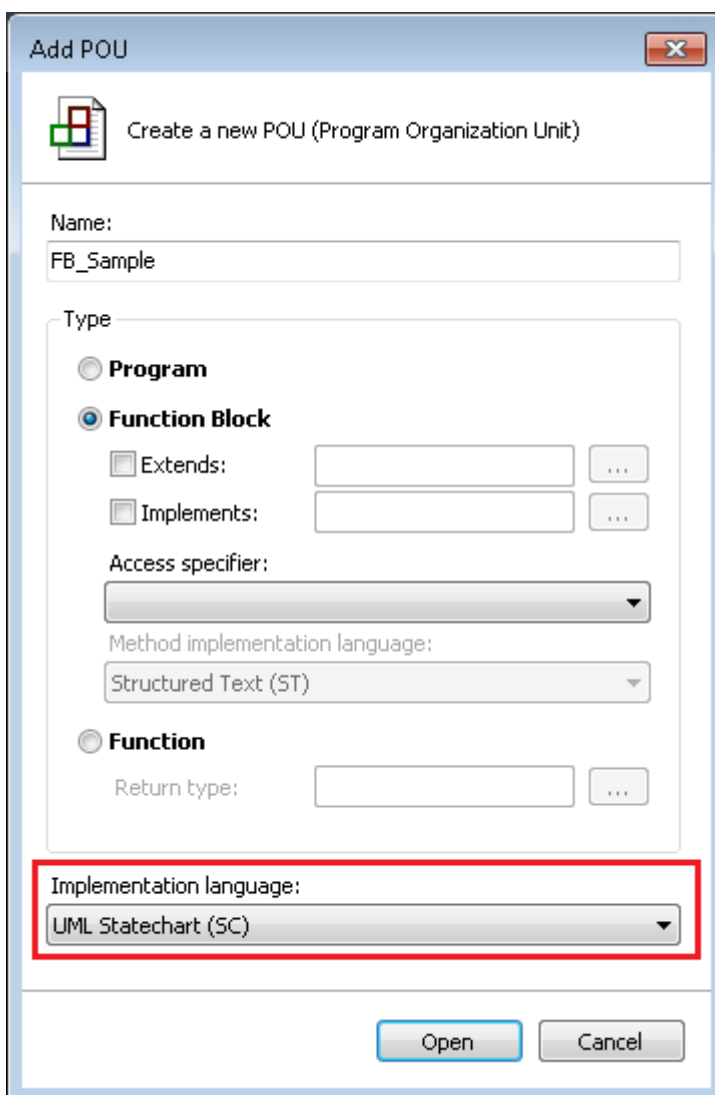 Add POU
Create a new POU (Program Organization Unit)
Name:
FB_Sample
Type
Program
Function Block
Extends:
...
Implements:
...
Access specifier:
Method implementation language:
Structured Text (ST)
Function
Return type:
...
Implementation language:
UML Statechart (SC)
Open Cancel